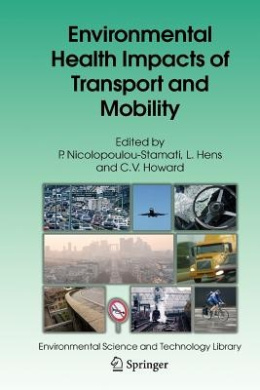 Environmental
Health Impacts of
Transport and
Mobility
Edited by
P. Nicolopoulou-Stamati, L. Hens
and C.V. Howard
Environmental Science and Technology Library
Springer